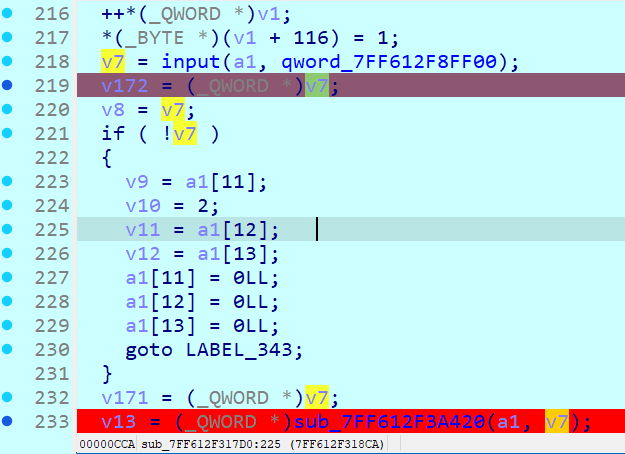 216 ++*(_QWORD *)v1;
217 *(_BYTE *)(v1 + 116) = 1;
218 v7 = input(a1, qword_7FF612F8FF00);
219 v172 = (_QWORD *)v7;
220 v8 = v7;
221 if ( !v7 )
222 {
223 v9 = a1[11];
224 v10 = 2;
225 v11 = a1[12];
226 v12 = a1[13];
227 a1[11] = 0LL;
228 a1[12] = 0LL;
229 a1[13] = 0LL;
230 goto LABEL_343;
231 }
232 v171 = (_QWORD *)v7;
233 v13 = (_QWORD *)sub_7FF612F3A420(a1, v7);
00000CCA sub_7FF612F317D0:225 (7FF612F318CA)